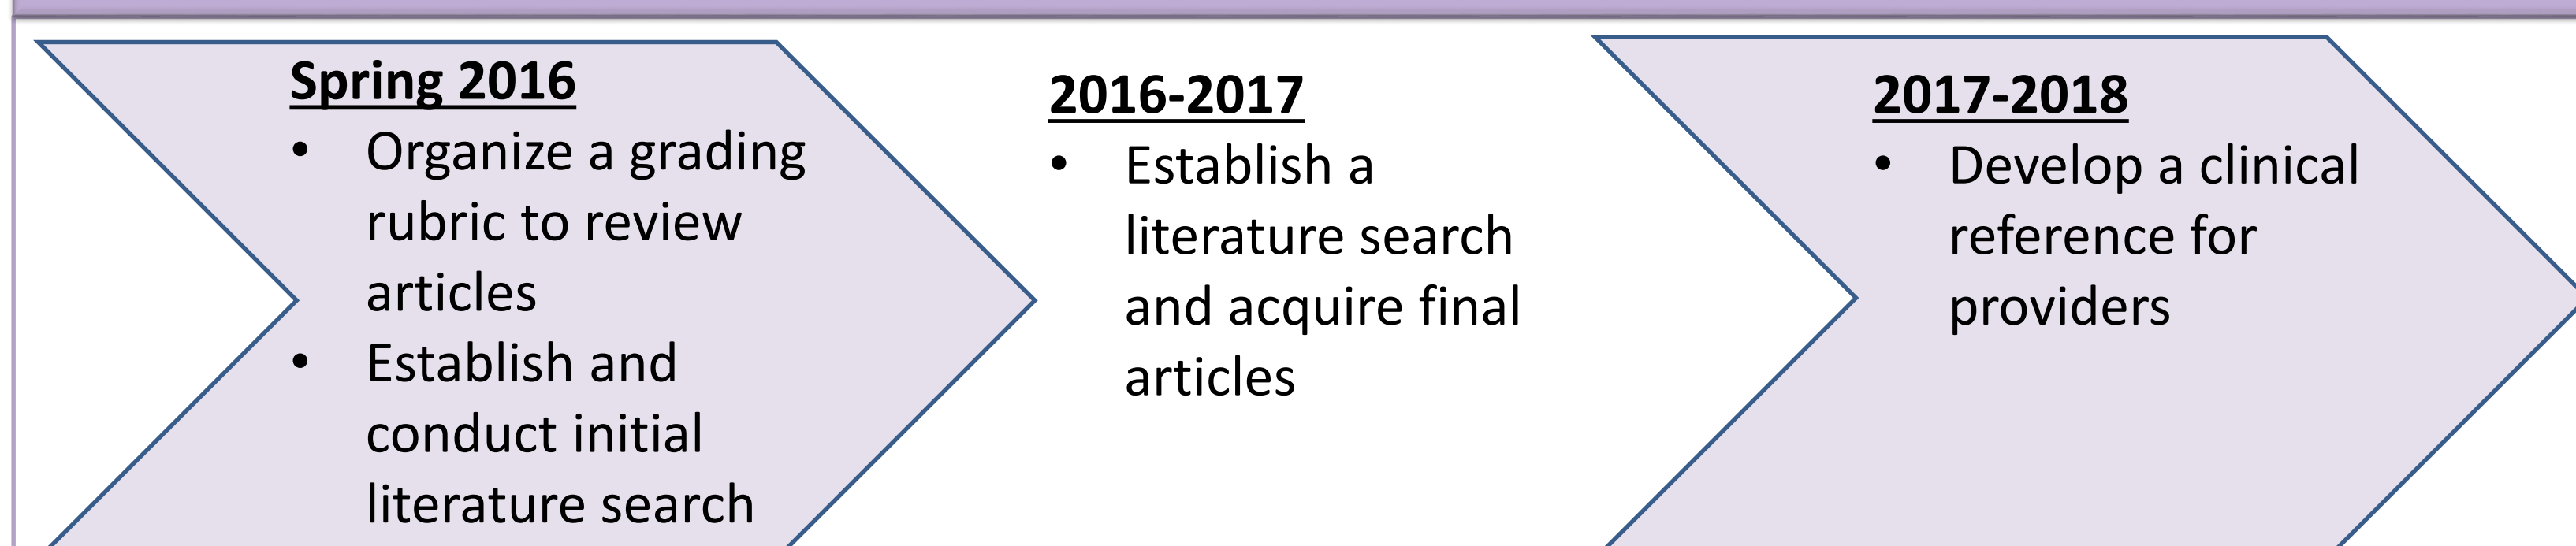 Spring 2016
• Organize a grading
rubric to review
articles
• Establish and
conduct initial
literature search
2016-2017
• Establish a
literature search
and acquire final
articles
2017-2018
• Develop a clinical
reference for
providers